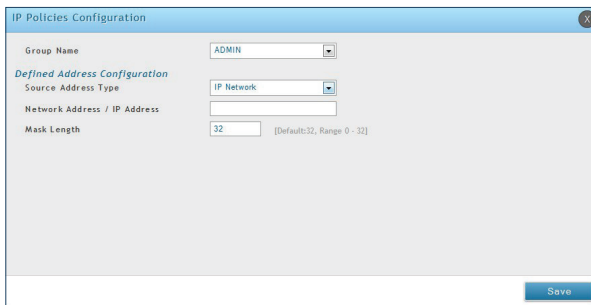 IP Policies Configuration
X
Group Name ADMIN
Defined Address Configuration
Source Address Type IP Network
Network Address / IP Address
Mask Length 32 [Default:32, Range 0 - 32]
Save